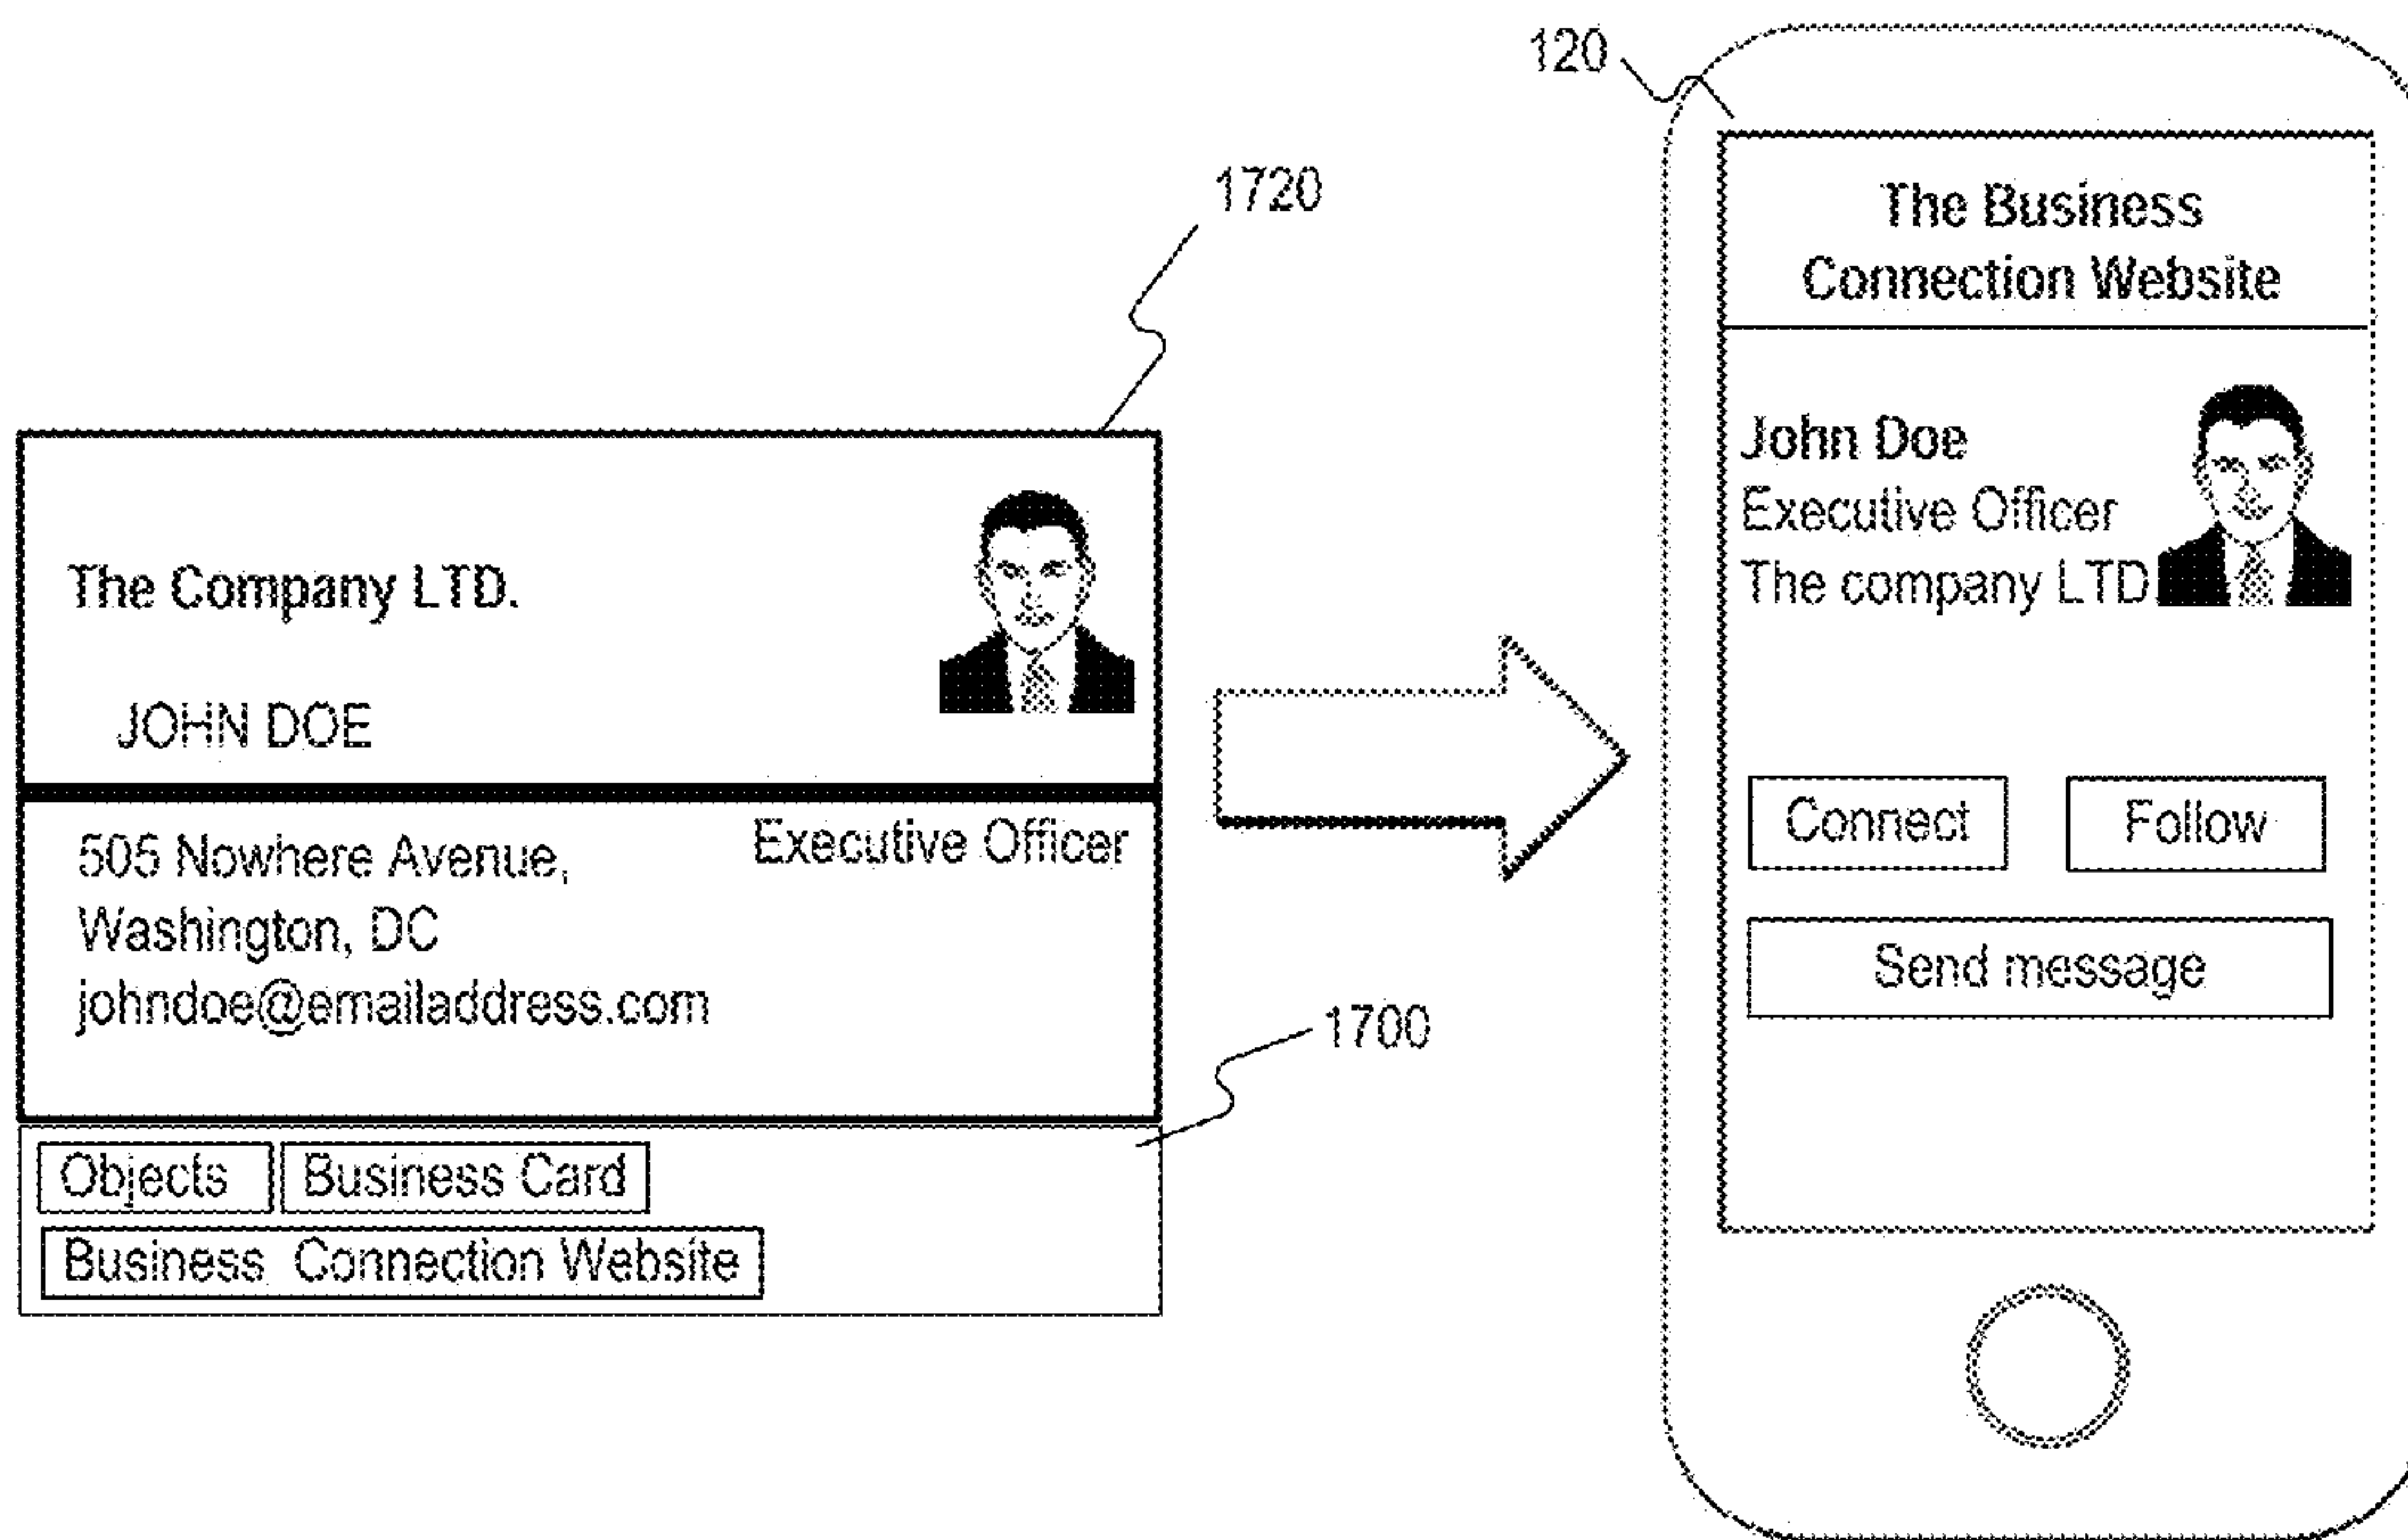 120
1720
The Business
Connection Website
The Company LTD.
JOHN DOE
505 Nowhere Avenue,
Executive Officer
Washington, DC
johndoe@emailaddress.com
1700
Objects
Business Card
Business Connection Website
John Doe
Executive Officer
The company LTD.
Connect
Follow
Send message